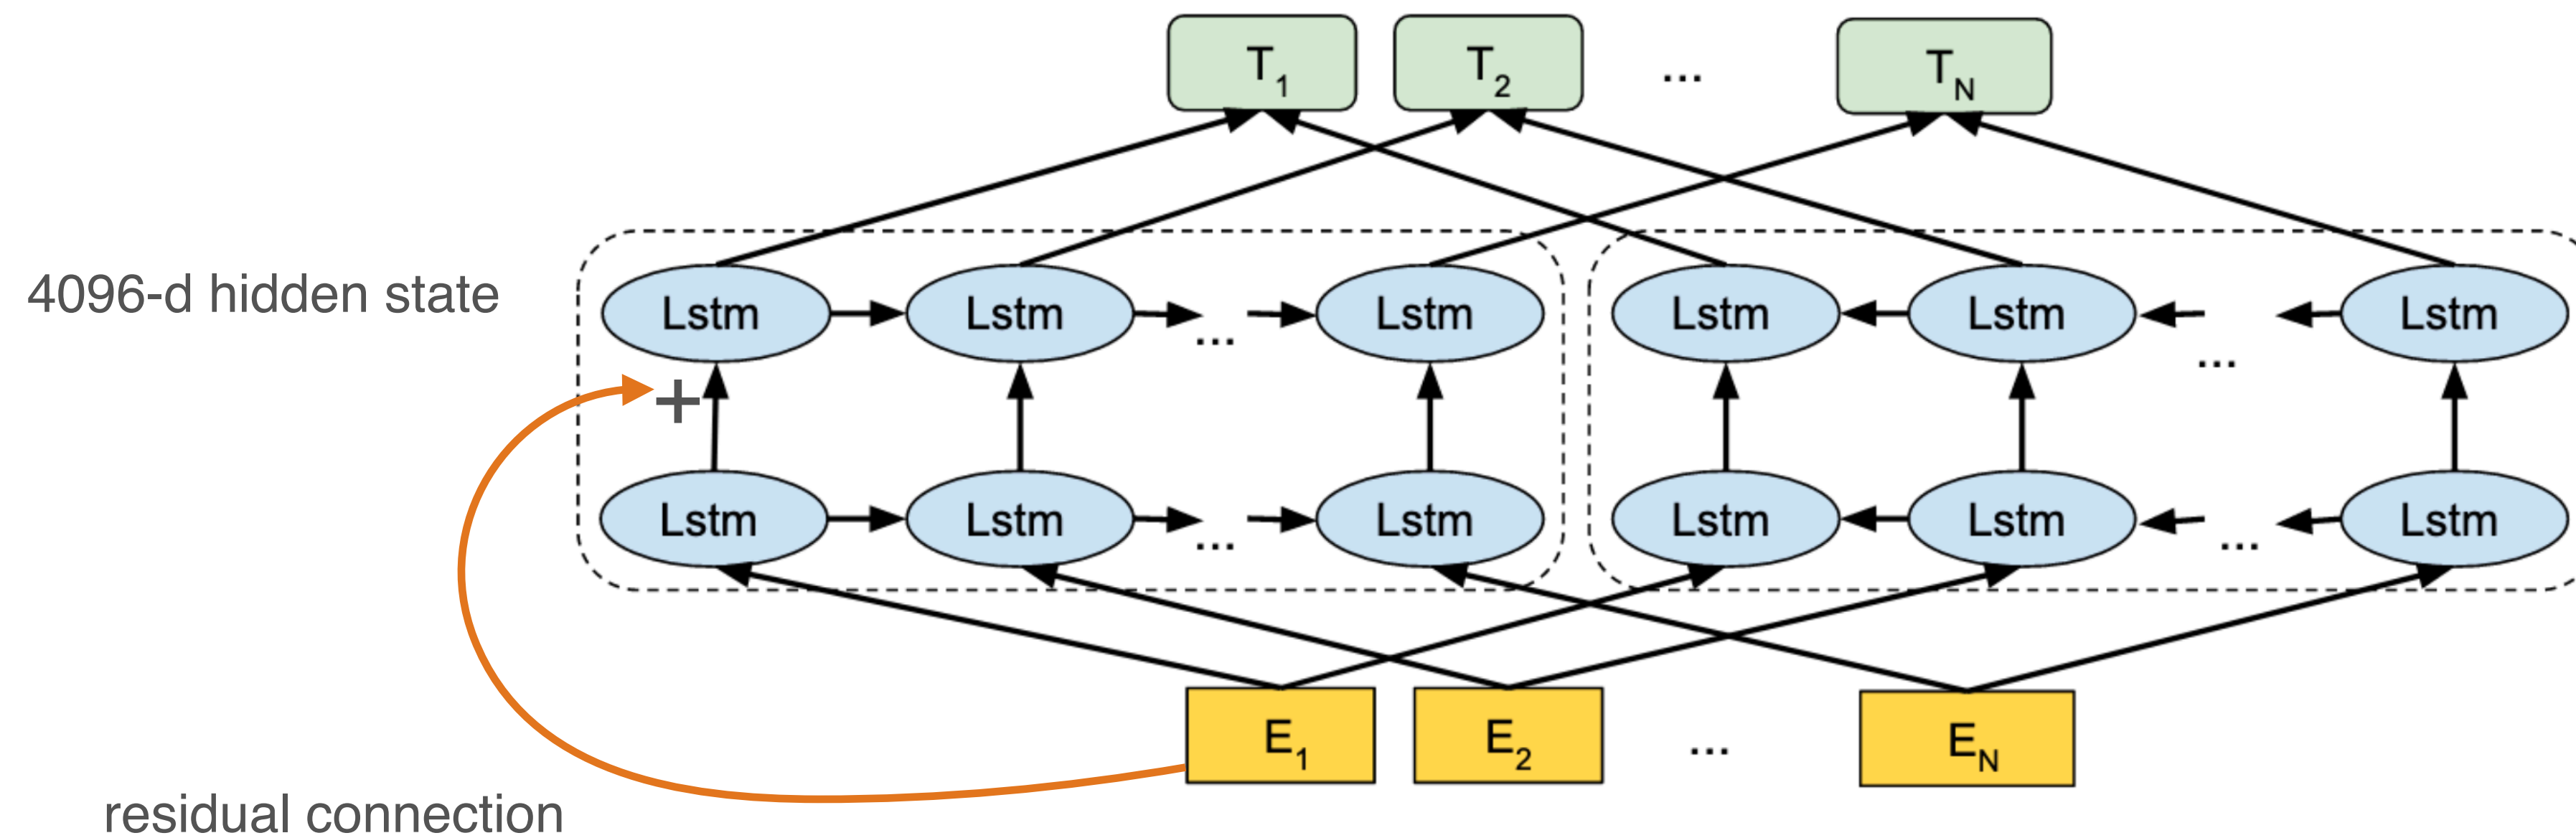 T1 T2 ... TN
4096-d hidden state
Lstm Lstm ... Lstm Lstm Lstm ... Lstm
+
Lstm Lstm ... Lstm Lstm Lstm ... Lstm
E1 E2 ... EN
residual connection